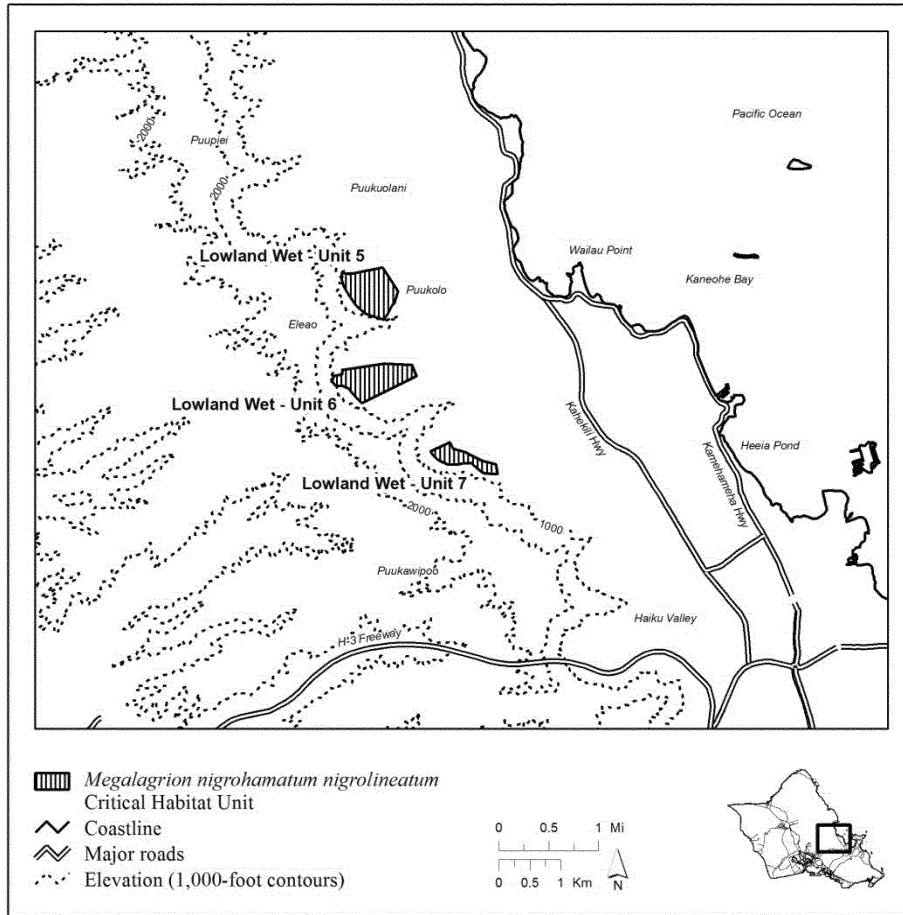 Pacific Ocean
2000
Puupiei
2000
Puukuolani
Wailau Point
Lowland Wet - Unit 5
Kaneohe Bay
Puukolo
Eleao
Lowland Wet - Unit 6
Kahekili Hwy
Kamehameha Hwy
Heeia Pond
Lowland Wet - Unit 7
2000
1000
Puukawipoo
Haiku Valley
H-3 Freeway
Megalagrion nigrohamatum nigrolineatum
Critical Habitat Unit
Coastline
Major roads
Elevation (1,000-foot contours)
0 0.5 1 Mi
0 0.5 1 Km
N